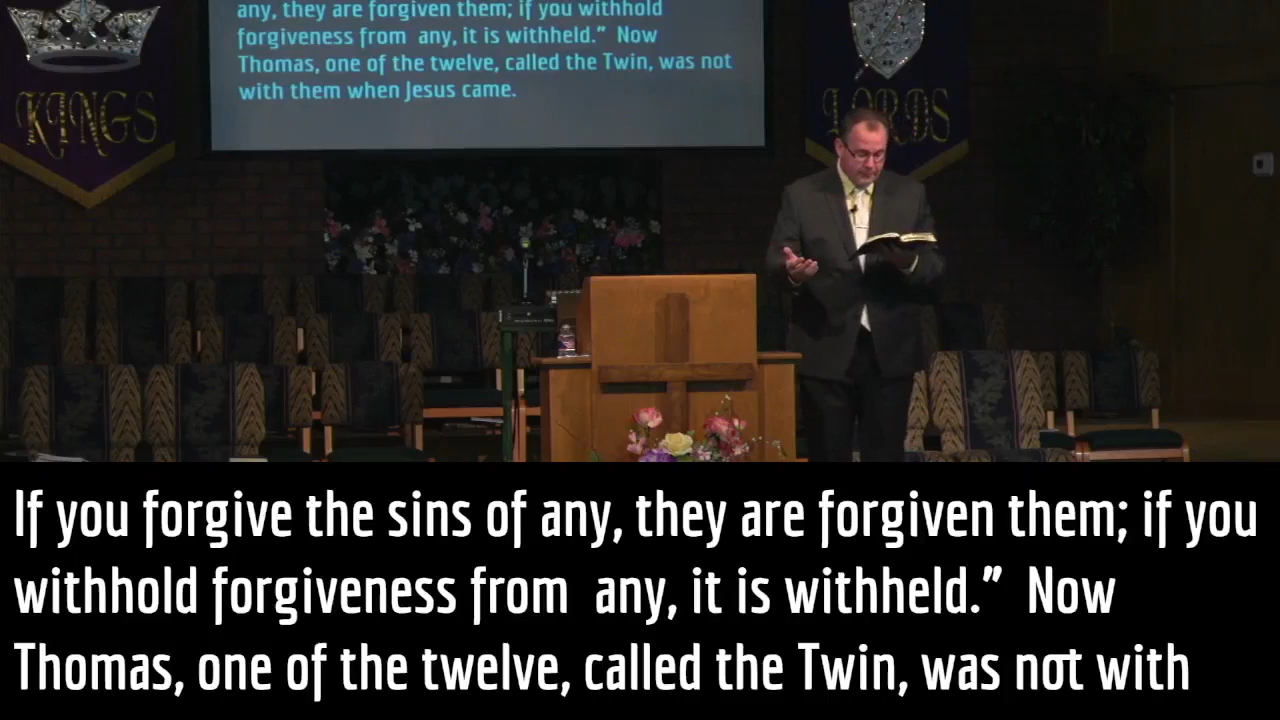 any, they are forgiven them; if you withhold
forgiveness from any, it is withheld.” Now
Thomas, one of the twelve, called the Twin, was not
with them when Jesus came.
KINGS
LORDS
If you forgive the sins of any, they are forgiven them; if you
withhold forgiveness from any, it is withheld.” Now
Thomas, one of the twelve, called the Twin, was not with